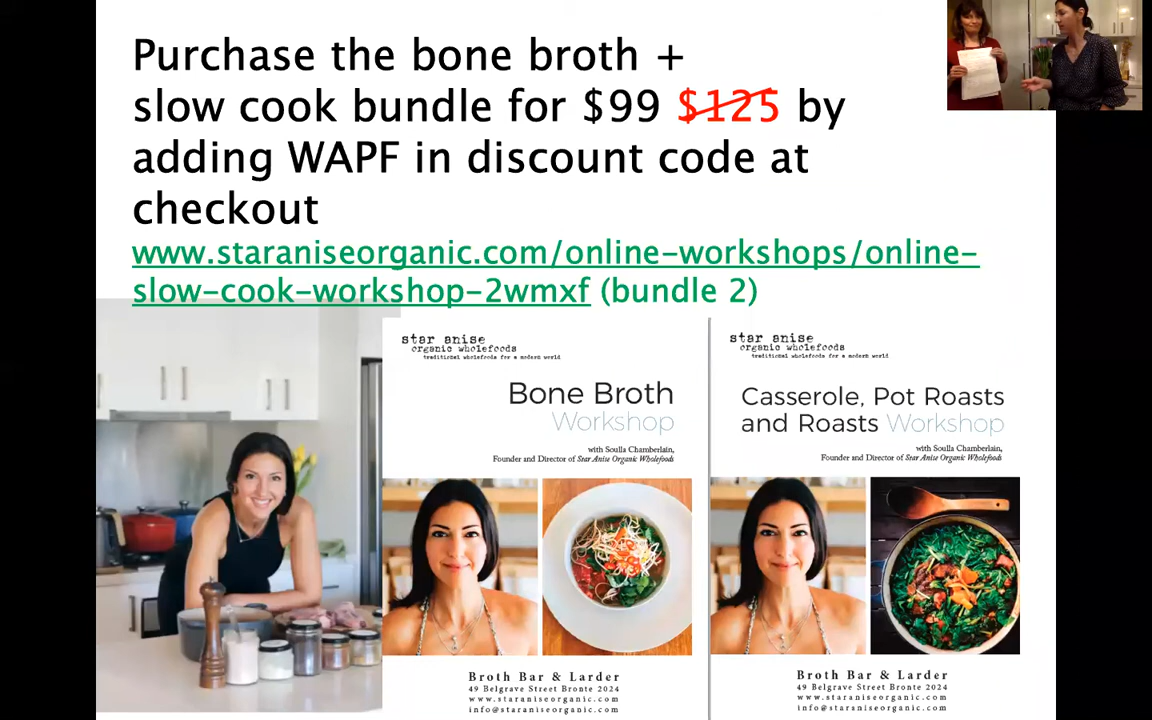 Purchase the bone broth +
slow cook bundle for $99 $125 by
adding WAPF in discount code at
checkout
www.staraniseorganic.com/online-workshops/online-
slow-cook-workshop-2wmxf (bundle 2)
star anise
organic wholefoods
traditional wholefoods for a modern world
Bone Broth
Workshop
with Soulla Chamberlain,
Founder and Director of Star Anise Organic Wholefoods
Broth Bar & Larder
49 Belgrave Street Bronte 2024
www.staraniseorganic.com
info@staraniseorganic.com
star anise
organic wholefoods
traditional wholefoods for a modern world
Casserole, Pot Roasts
and Roasts Workshop
with Soulla Chamberlain,
Founder and Director of Star Anise Organic Wholefoods
Broth Bar & Larder
49 Belgrave Street Bronte 2024
www.staraniseorganic.com
info@staraniseorganic.com